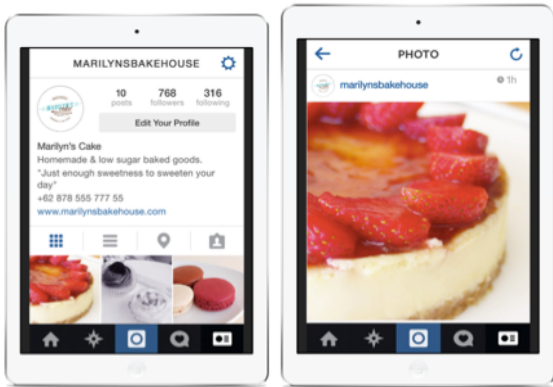 MARILYNSBAKEHOUSE
10 768 316
posts followers following
Edit Your Profile
Marilyn's Cake
Homemade & low sugar baked goods.
"Just enough sweetness to sweeten your
day"
+62 878 555 777 55
www.marilynsbakehouse.com
PHOTO
marilynsbakehouse
1h